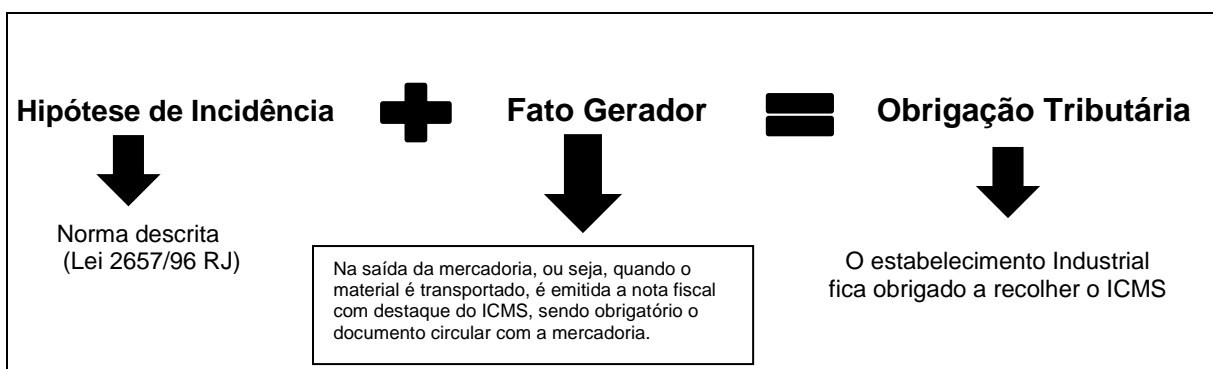 Hipótese de Incidência
Fato Gerador
Obrigação Tributária
Norma descrita
(Lei 2657/96 RJ)
Na saída da mercadoria, ou seja, quando o
material é transportado, é emitida a nota fiscal
com destaque do ICMS, sendo obrigatório o
documento circular com a mercadoria.
O estabelecimento Industrial
fica obrigado a recolher o ICMS